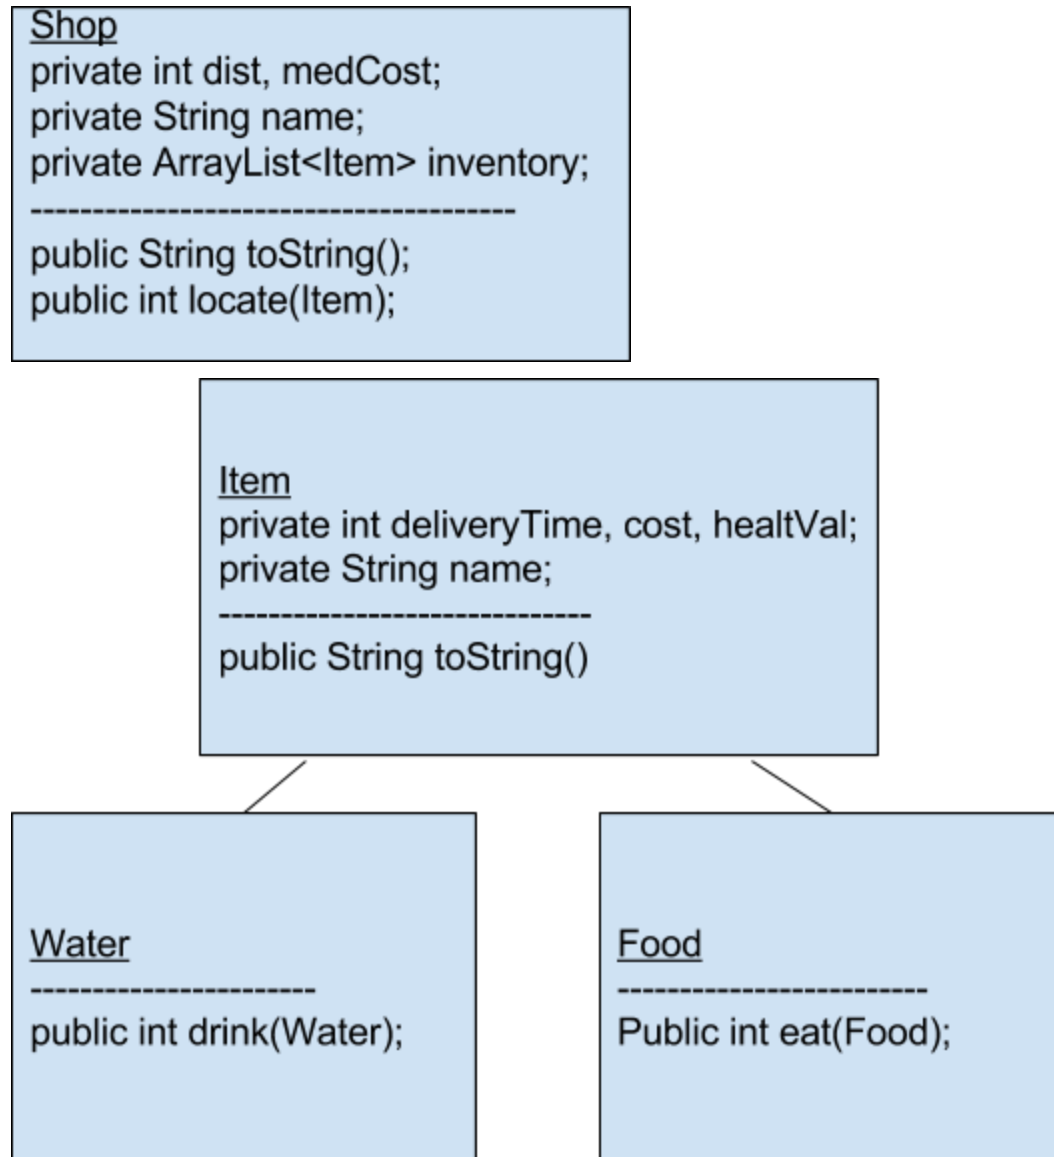 Shop
private int dist, medCost;
private String name;
private ArrayList<Item> inventory;
---------------------------------------
public String toString();
public int locate(Item);
Item
private int deliveryTime, cost, healtVal;
private String name;
------------------------------
public String toString()
Water
-----------------------
public int drink(Water);
Food
-------------------------
Public int eat(Food);